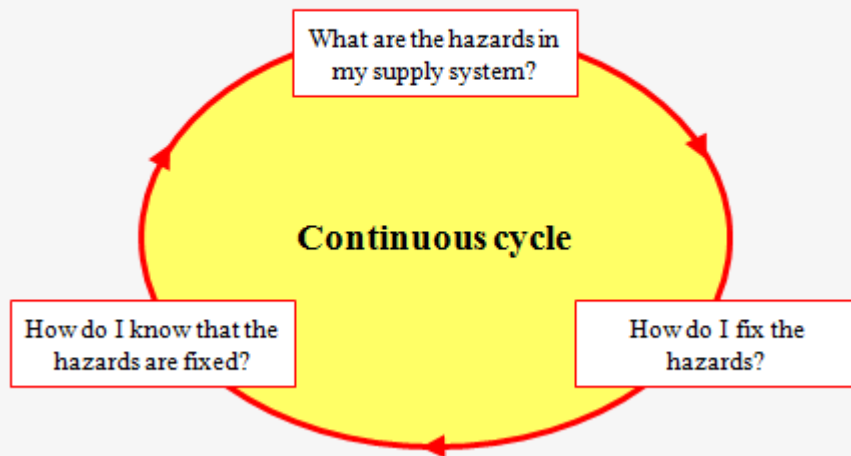 What are the hazards in
my supply system?
Continuous cycle
How do I know that the
hazards are fixed?
How do I fix the
hazards?